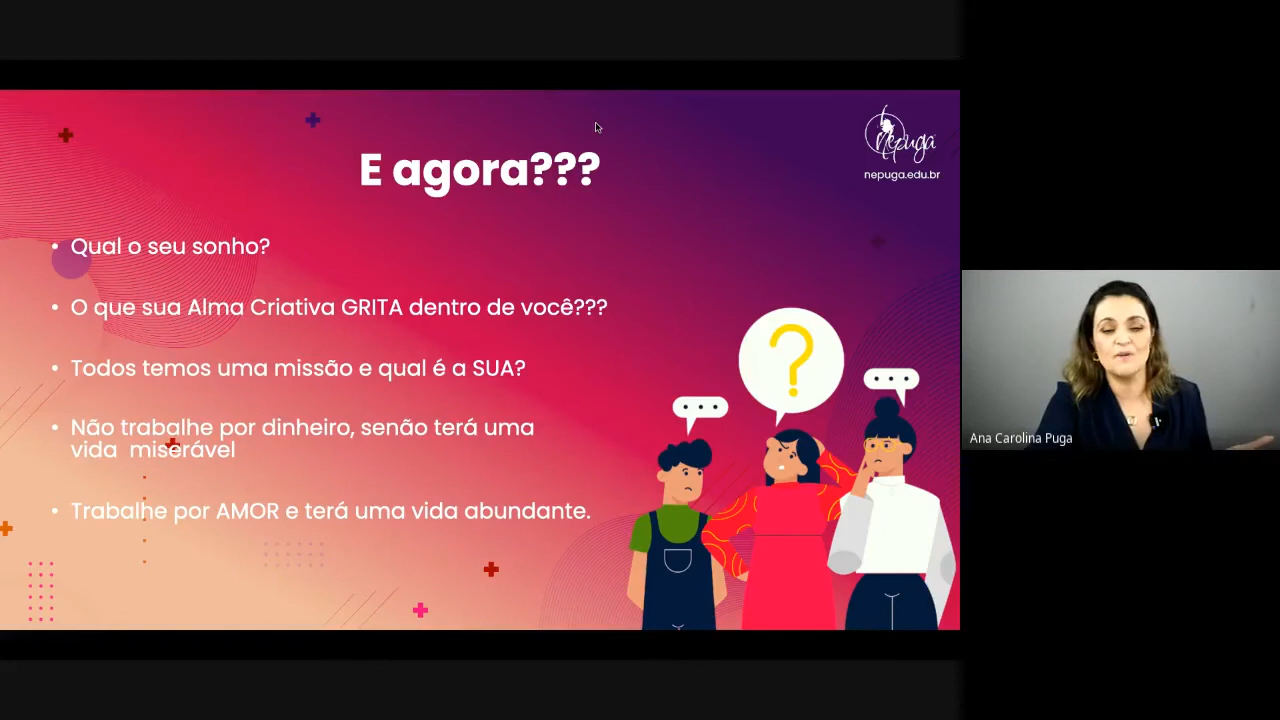 nepuga
nepuga.edu.br
E agora???
• Qual o seu sonho?
• O que sua Alma Criativa GRITA dentro de você???
• Todos temos uma missão e qual é a SUA?
• Não trabalhe por dinheiro, senão terá uma
vida  miserável
• Trabalhe por AMOR e terá uma vida abundante.
?
Ana Carolina Puga